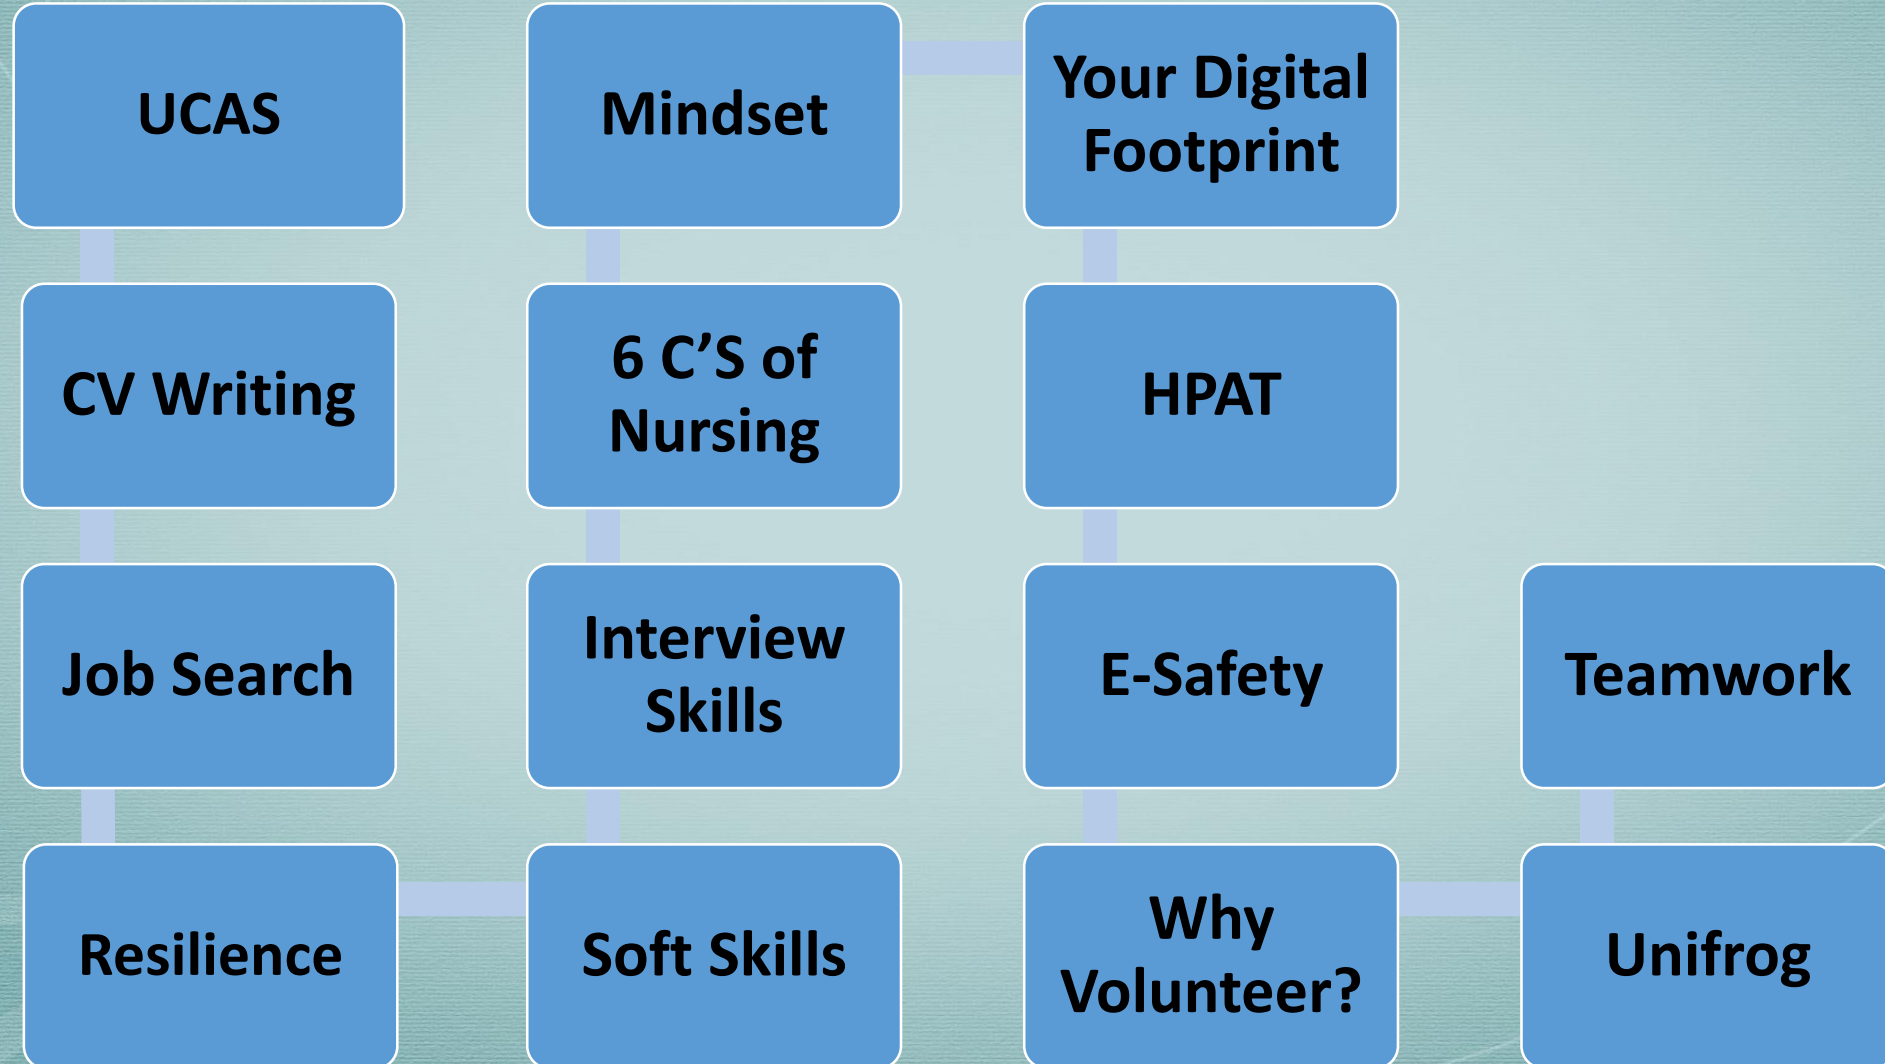 UCAS
CV Writing
Job Search
Resilience
Soft Skills
Interview
Skills
6 C’S of
Nursing
Mindset
Your Digital
Footprint
HPAT
E-Safety
Why
Volunteer?
Unifrog
Teamwork